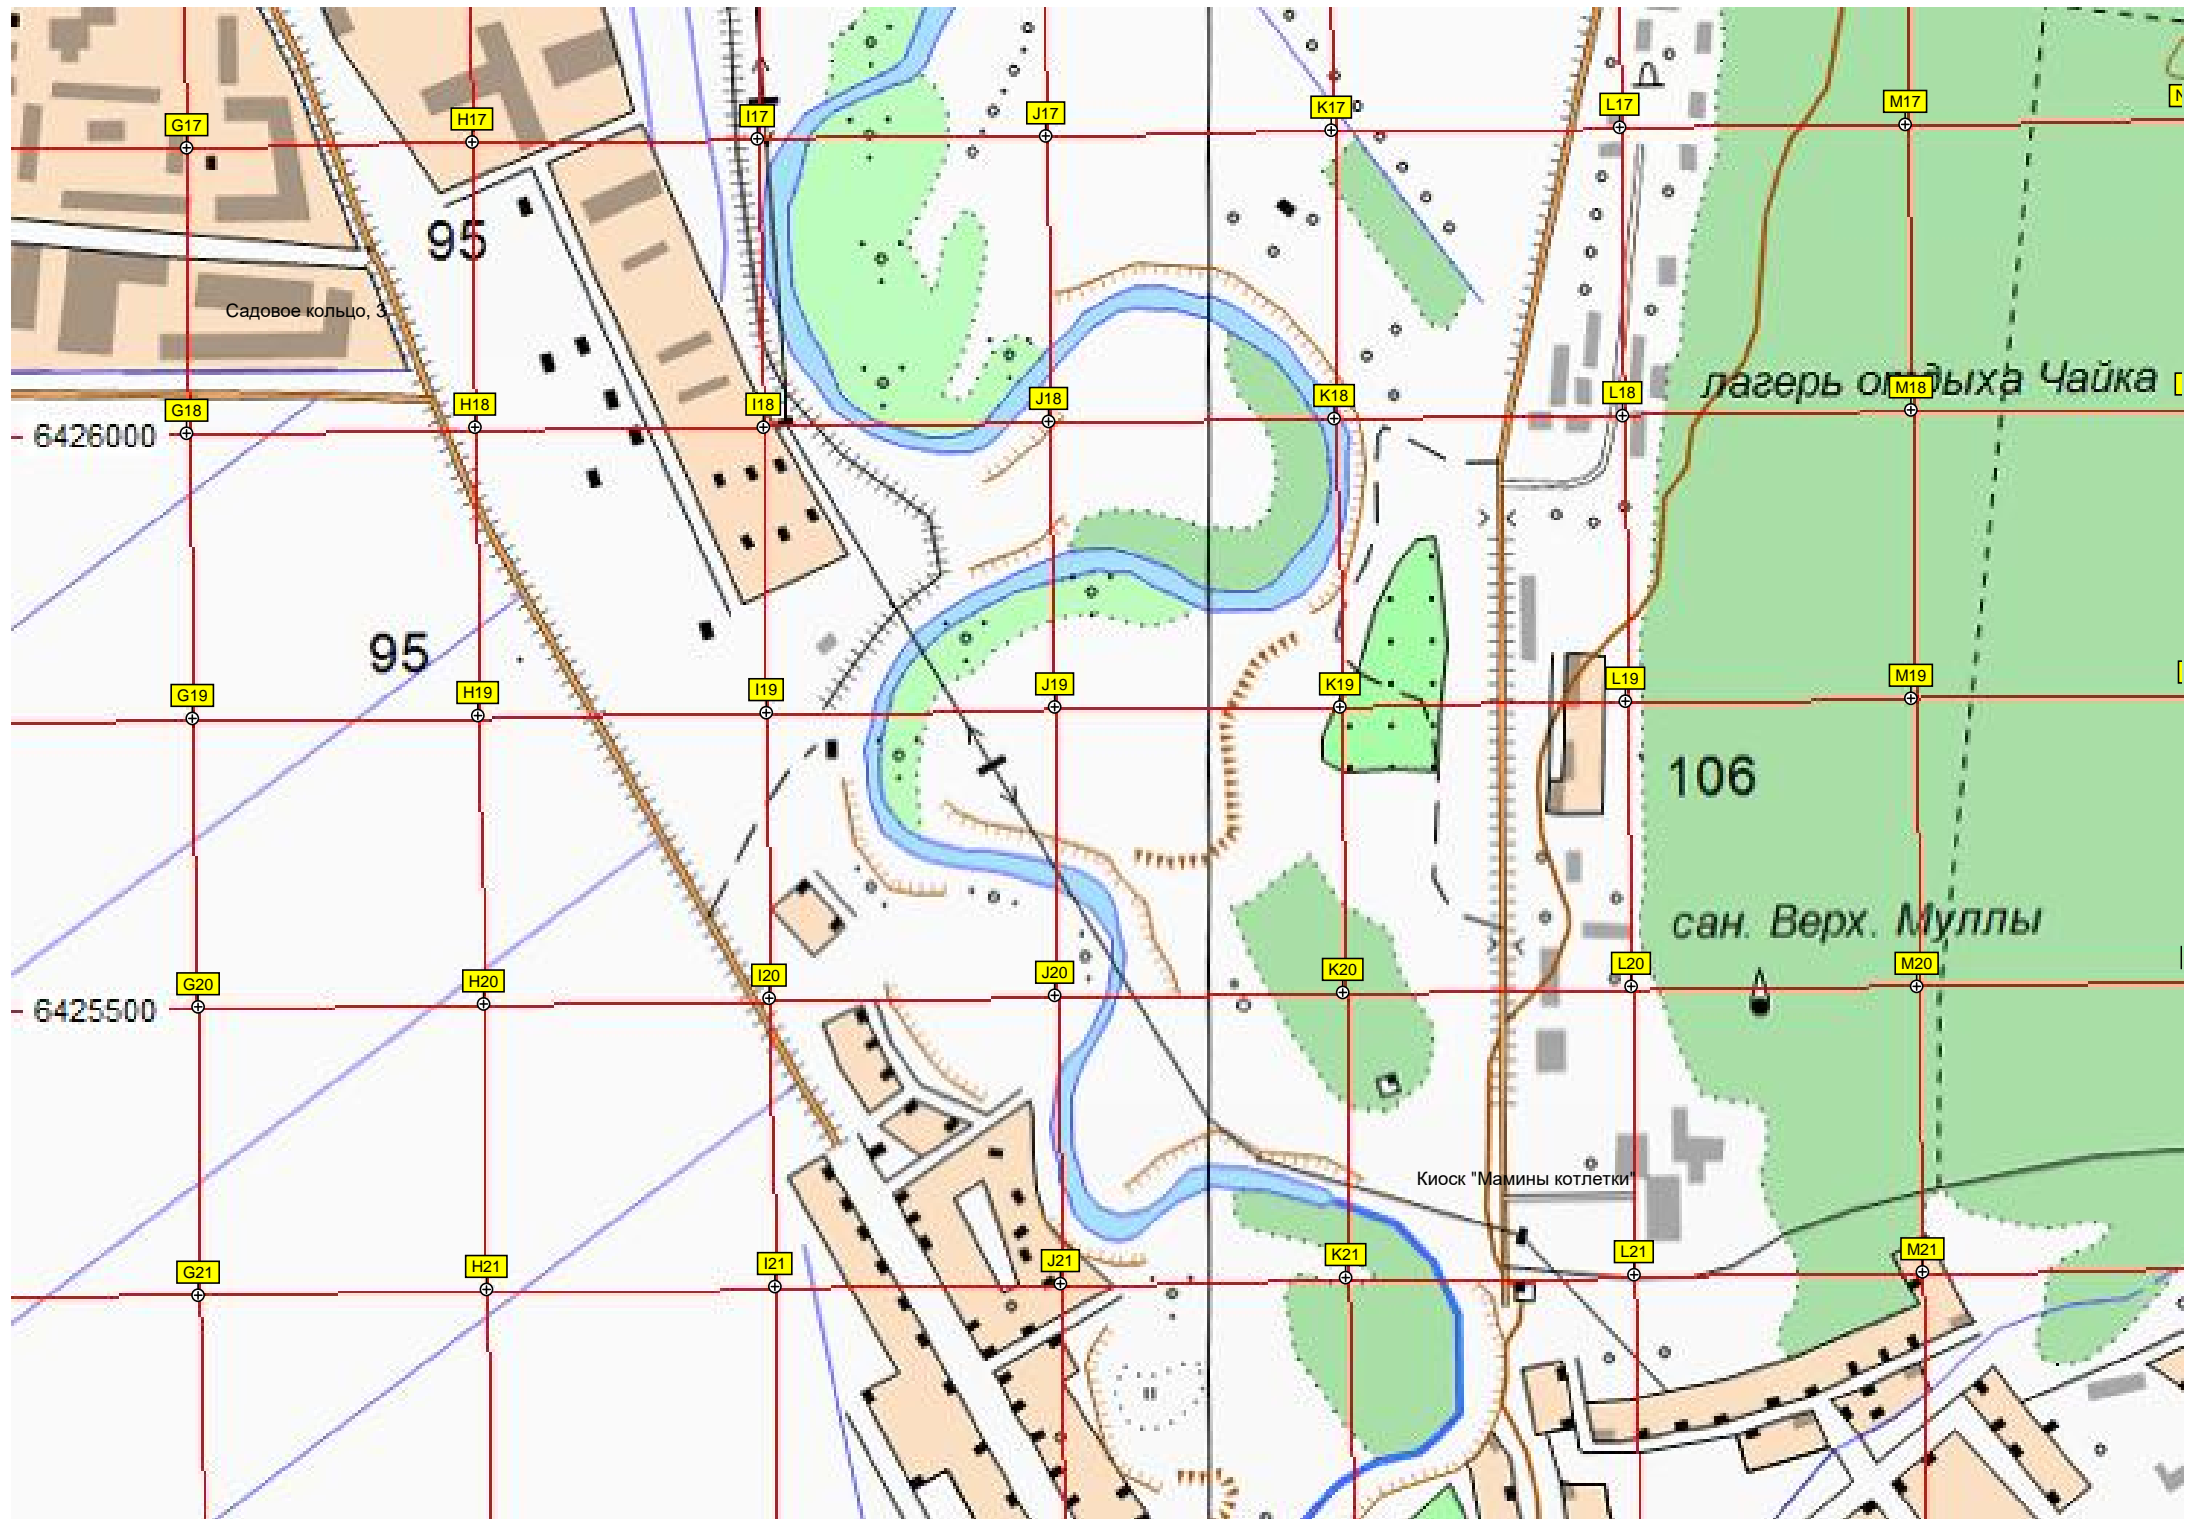 G17
H17
I17
J17
K17
L17
M17
N
95
Садовое кольцо, 3
лагерь отдыха Чайка
G18
H18
I18
J18
K18
L18
M18
6426000
95
G19
H19
I19
J19
K19
L19
M19
106
сан. Верх. Муллы
G20
H20
I20
J20
K20
L20
M20
6425500
Киоск "Мамины котлетки"
G21
H21
I21
J21
K21
L21
M21